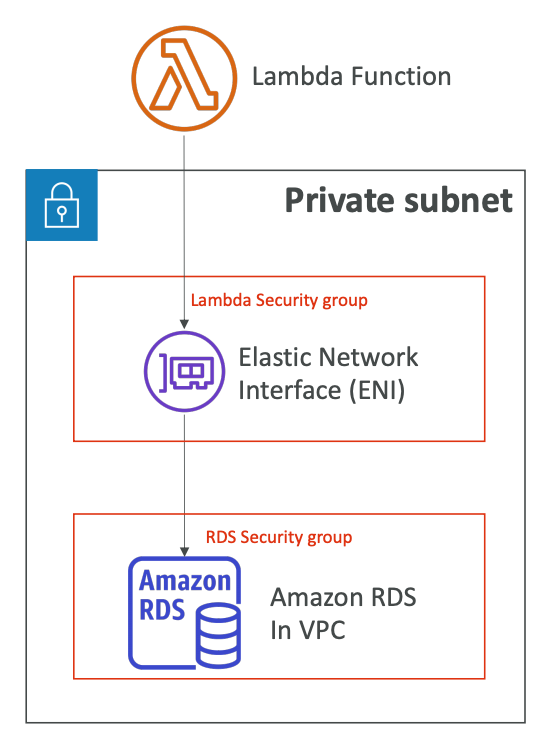 Lambda Function
Private subnet
Lambda Security group
Elastic Network
Interface (ENI)
RDS Security group
Amazon
RDS
Amazon RDS
In VPC